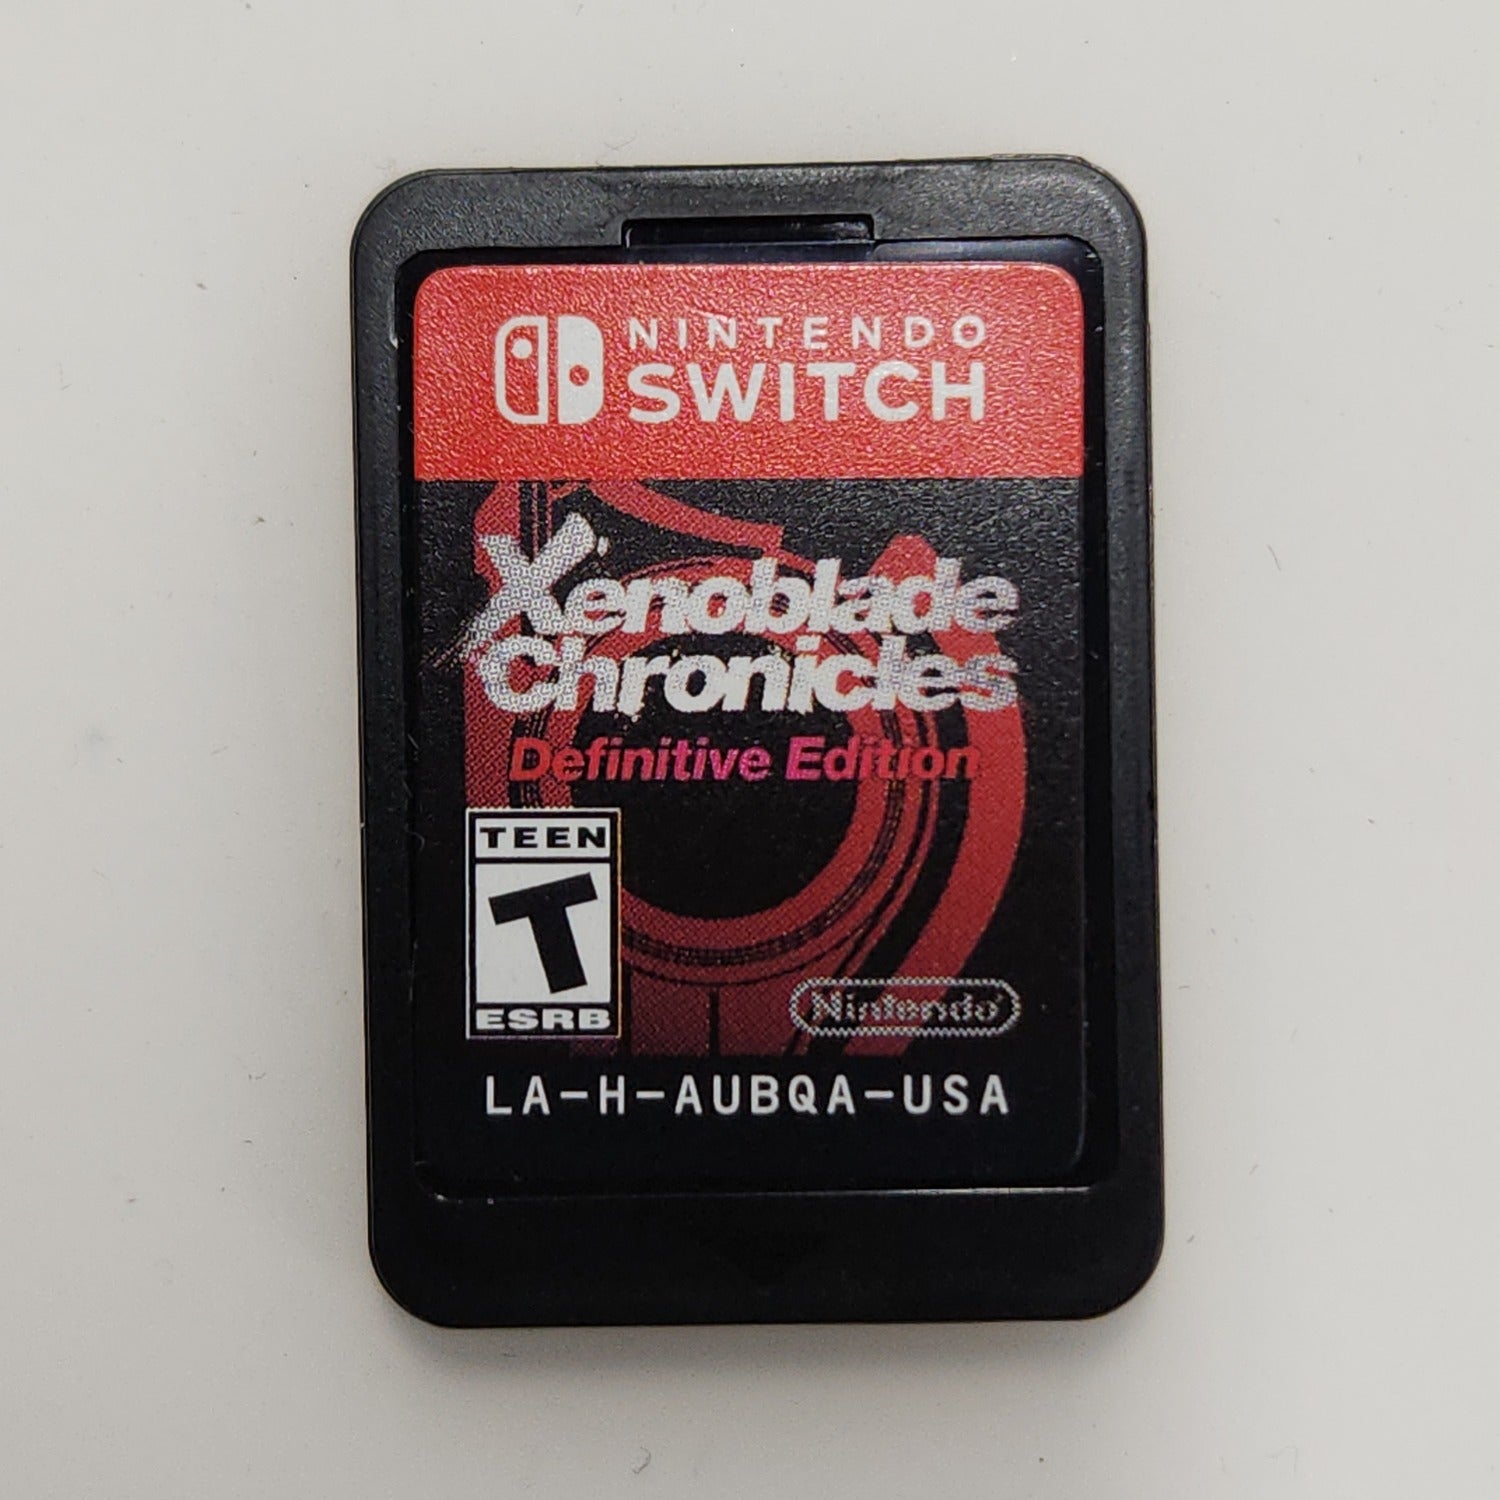 NINTENDO
SWITCH
Xenoblade
Chronicles
Definitive Edition
TEEN
T
ESRB
Nintendo
LA-H-AUBQA-USA